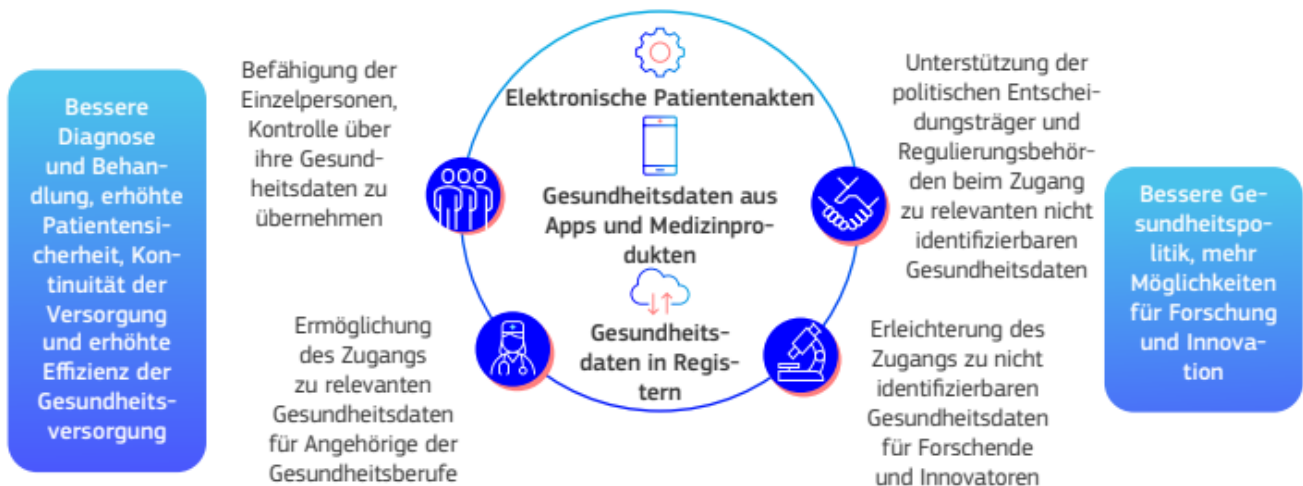 Bessere
Diagnose
und Behan-
dlung, erhöhte
Patientensi-
cherheit, Kon-
tinuität der
Versorgung
und erhöhte
Effizienz der
Gesundheits-
versorgung
Befähigung der
Einzelpersonen,
Kontrolle über
ihre Gesund-
heitsdaten zu
übernehmen
Ermöglichung
des Zugangs
zu relevanten
Gesundheitsdaten
für Angehörige der
Gesundheitsberufe
Elektronische Patientenakten
Gesundheitsdaten aus
Apps und Medizinpro-
dukten
Gesundheits-
daten in Regis-
tern
Unterstützung der
politischen Entschei-
dungsträger und
Regulierungsbehör-
den beim Zugang
zu relevanten nicht
identifizierbaren
Gesundheitsdaten
Erleichterung des
Zugangs zu nicht
identifizierbaren
Gesundheitsdaten
für Forschende
und Innovatoren
Bessere Ge-
sundheitspo-
litik, mehr
Möglichkeiten
für Forschung
und Innova-
tion